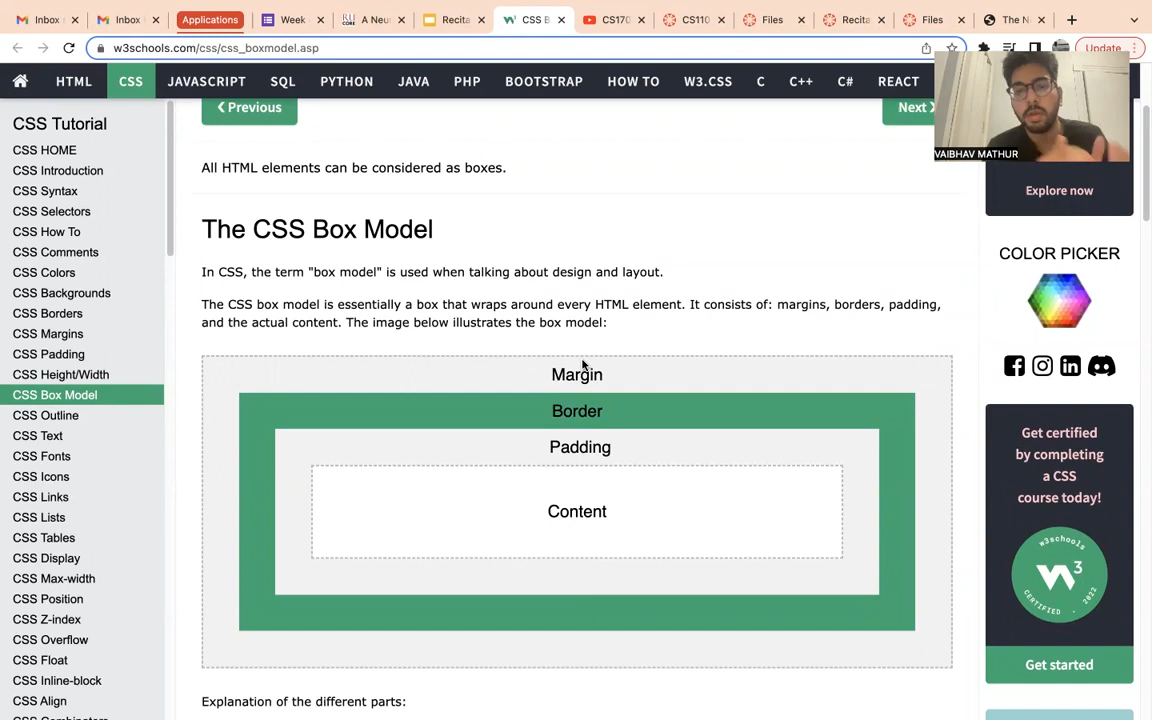 Inbox
Inbox
Applications
Week
A Neu
Recita
CSS B
CS170
CS110
Files
Recita
Files
The N
w3schools.com/css/css_boxmodel.asp
Update
HTML CSS JAVASCRIPT SQL PYTHON JAVA PHP BOOTSTRAP HOW TO W3.CSS C C++ C# REACT
VAIBHAV MATHUR
CSS Tutorial
CSS HOME
CSS Introduction
CSS Syntax
CSS Selectors
CSS How To
CSS Comments
CSS Colors
CSS Backgrounds
CSS Borders
CSS Margins
CSS Padding
CSS Height/Width
CSS Box Model
CSS Outline
CSS Text
CSS Fonts
CSS Icons
CSS Links
CSS Lists
CSS Tables
CSS Display
CSS Max-width
CSS Position
CSS Z-index
CSS Overflow
CSS Float
CSS Inline-block
CSS Align
❮ Previous
Next ❯
All HTML elements can be considered as boxes.
The CSS Box Model
In CSS, the term "box model" is used when talking about design and layout.
The CSS box model is essentially a box that wraps around every HTML element. It consists of: margins, borders, padding,
and the actual content. The image below illustrates the box model:
Margin
Border
Padding
Content
Explanation of the different parts:
Explore now
COLOR PICKER
Get certified
by completing
a CSS
course today!
w3schools
3
CERTIFIED . 2022
Get started